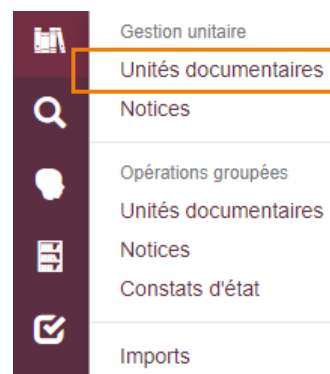 Gestion unitaire
Unités documentaires
Notices
Opérations groupées
Unités documentaires
Notices
Constats d'état
Imports